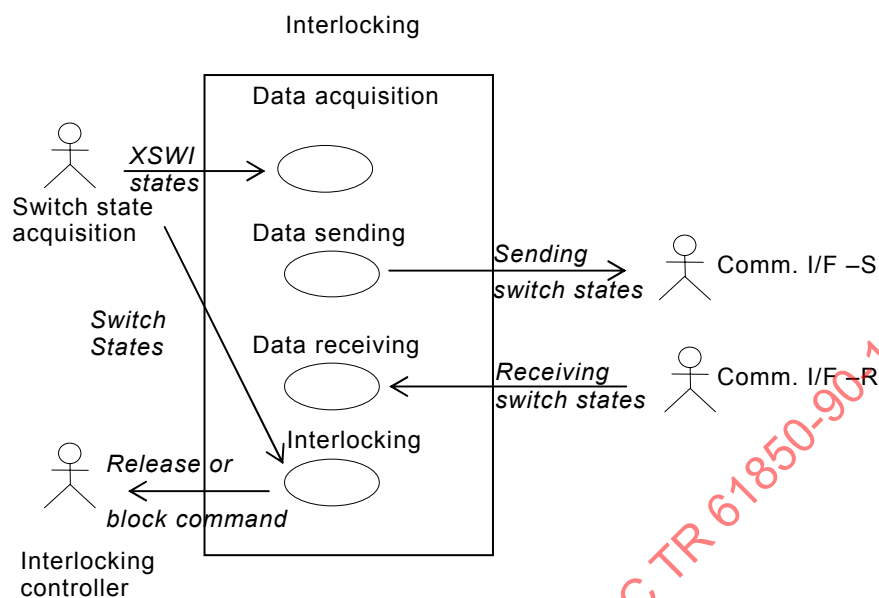 Interlocking
Data acquisition
XSWI
states
Switch state
acquisition
Data sending
Sending
switch states
Comm. I/F –S
Switch
States
Data receiving
Receiving
switch states
Comm. I/F –R
Interlocking
Release or
block command
Interlocking
controller
C TR 61850-90-1